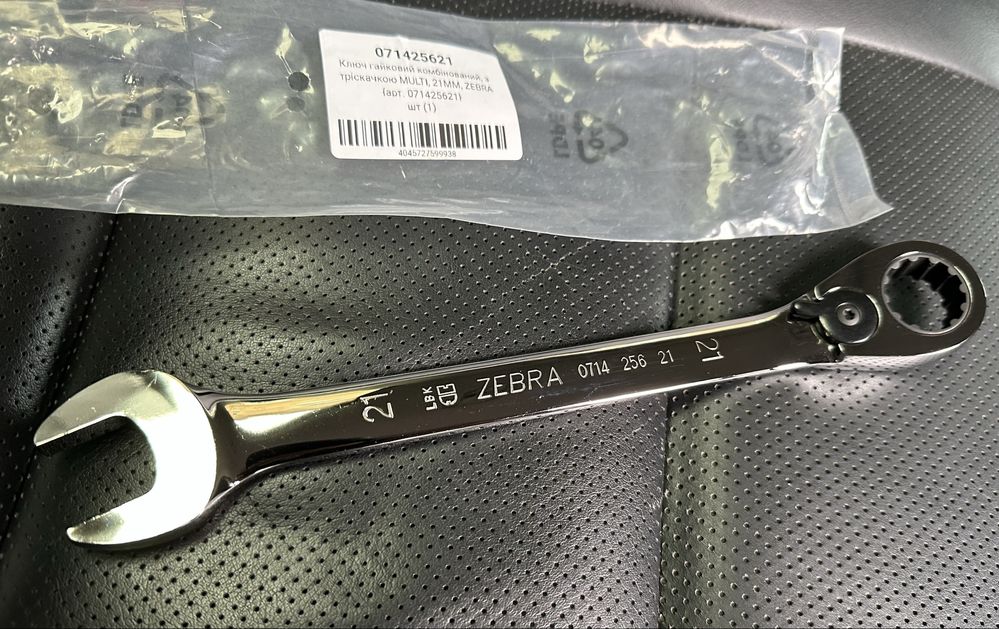 071425621
Ключ гайковий комбінований, з
тріскачкою MULTI, 21MM, ZEBRA
(арт. 071425621)
шт (1)
4045727599938
21 LBK ZEBRA 0714 256 21 21